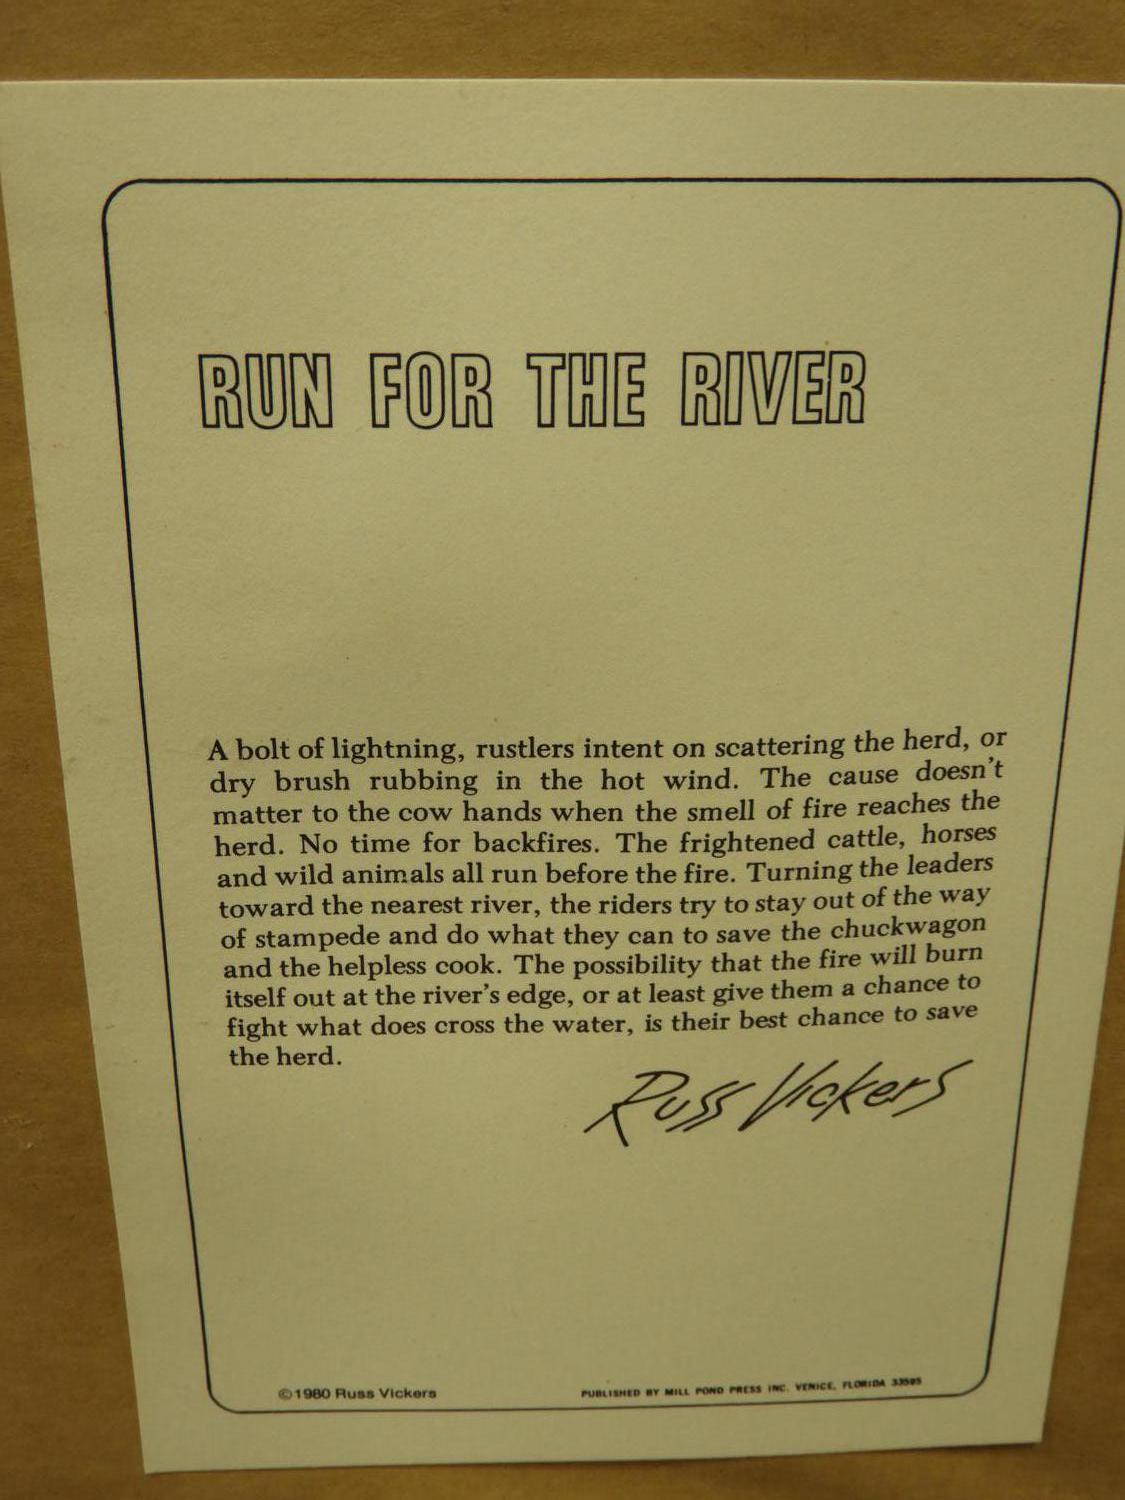 RUN FOR THE RIVER
A bolt of lightning, rustlers intent on scattering the herd, or
dry brush rubbing in the hot wind. The cause doesn't
matter to the cow hands when the smell of fire reaches the
herd. No time for backfires. The frightened cattle, horses
and wild animals all run before the fire. Turning the leaders
toward the nearest river, the riders try to stay out of the way
of stampede and do what they can to save the chuckwagon
and the helpless cook. The possibility that the fire will burn
itself out at the river's edge, or at least give them a chance to
fight what does cross the water, is their best chance to save
the herd.
Russ Vickers
©1980 Russ Vickers
PUBLISHED BY MILL POND PRESS INC. VENICE, FLORIDA 33595